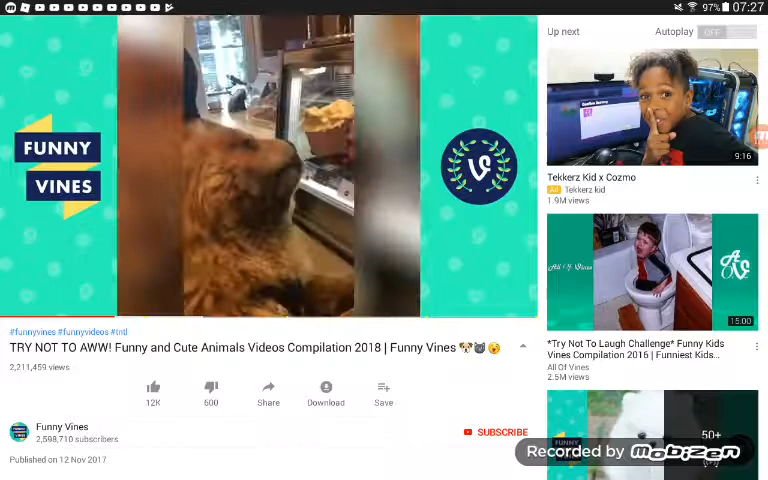 97% 07:27
FUNNY
VINES
Up next
Autoplay OFF
9:16
Tekkerz Kid x Cozmo
Ad Tekkerz kid
1.9M views
All Of Vines
15:00
*Try Not To Laugh Challenge* Funny Kids
Vines Compilation 2016 | Funniest Kids...
All Of Vines
2.5M views
#funnyvines #funnyvideos #tntl
TRY NOT TO AWW! Funny and Cute Animals Videos Compilation 2018 | Funny Vines 🐶🐱😵
2,211,459 views
12K
600
Share
Download
Save
Funny Vines
2,598,710 subscribers
SUBSCRIBE
Published on 12 Nov 2017
FUNNY
50+
Recorded by mobizen